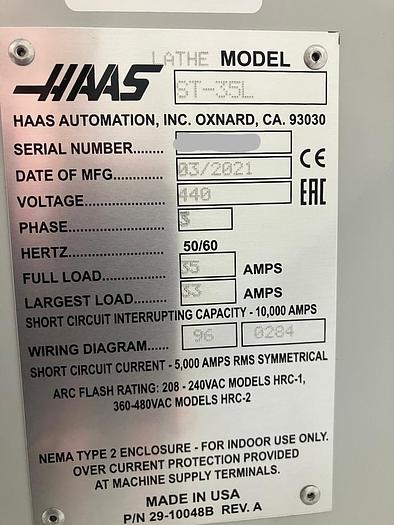 LATHE MODEL
HAAS ST-35L
HAAS AUTOMATION, INC. OXNARD, CA. 93030
SERIAL NUMBER.......
DATE OF MFG........... 03/2021 CE
VOLTAGE................. 440 EAC
PHASE.................... 3
HERTZ 50/60
FULL LOAD.............. 35 AMPS
LARGEST LOAD....... 33 AMPS
SHORT CIRCUIT INTERRUPTING CAPACITY - 10,000 AMPS
WIRING DIAGRAM...... 96 0284
SHORT CIRCUIT CURRENT - 5,000 AMPS RMS SYMMETRICAL
ARC FLASH RATING: 208 - 240VAC MODELS HRC-1,
360-480VAC MODELS HRC-2
NEMA TYPE 2 ENCLOSURE - FOR INDOOR USE ONLY.
OVER CURRENT PROTECTION PROVIDED
AT MACHINE SUPPLY TERMINALS.
MADE IN USA
P/N 29-10048B REV. A